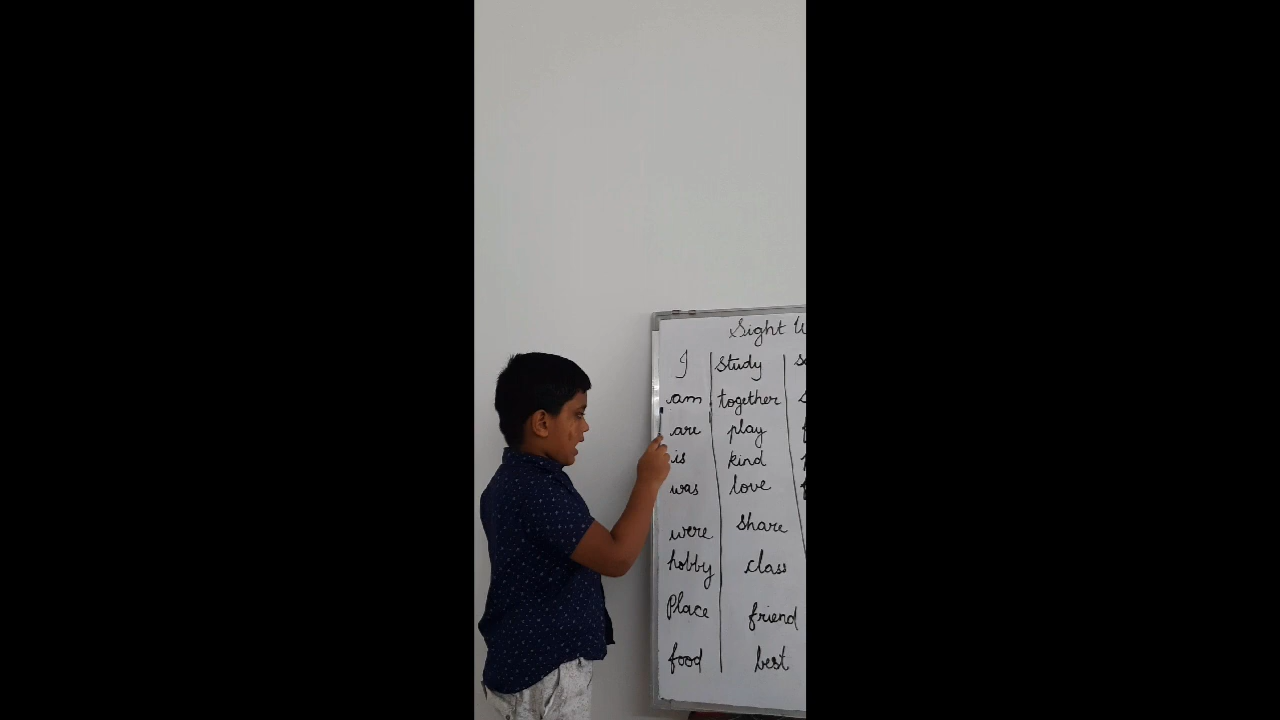 Sight
I study
am together
are play
is kind
was love
were share
hobby class
Place friend
food best